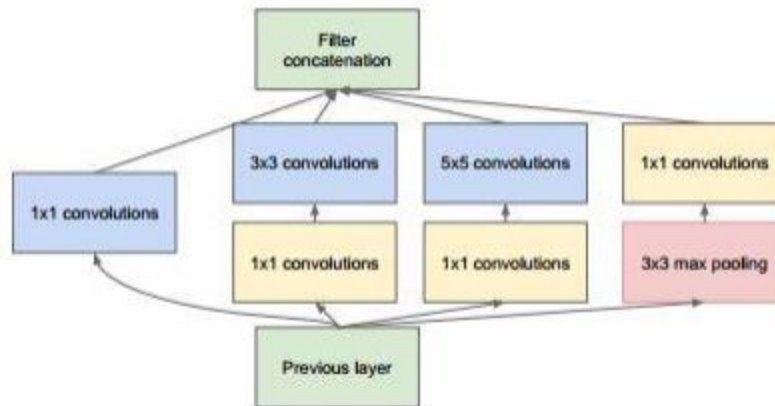 Filter
concatenation
3x3 convolutions
5x5 convolutions
1x1 convolutions
1x1 convolutions
1x1 convolutions
1x1 convolutions
3x3 max pooling
Previous layer